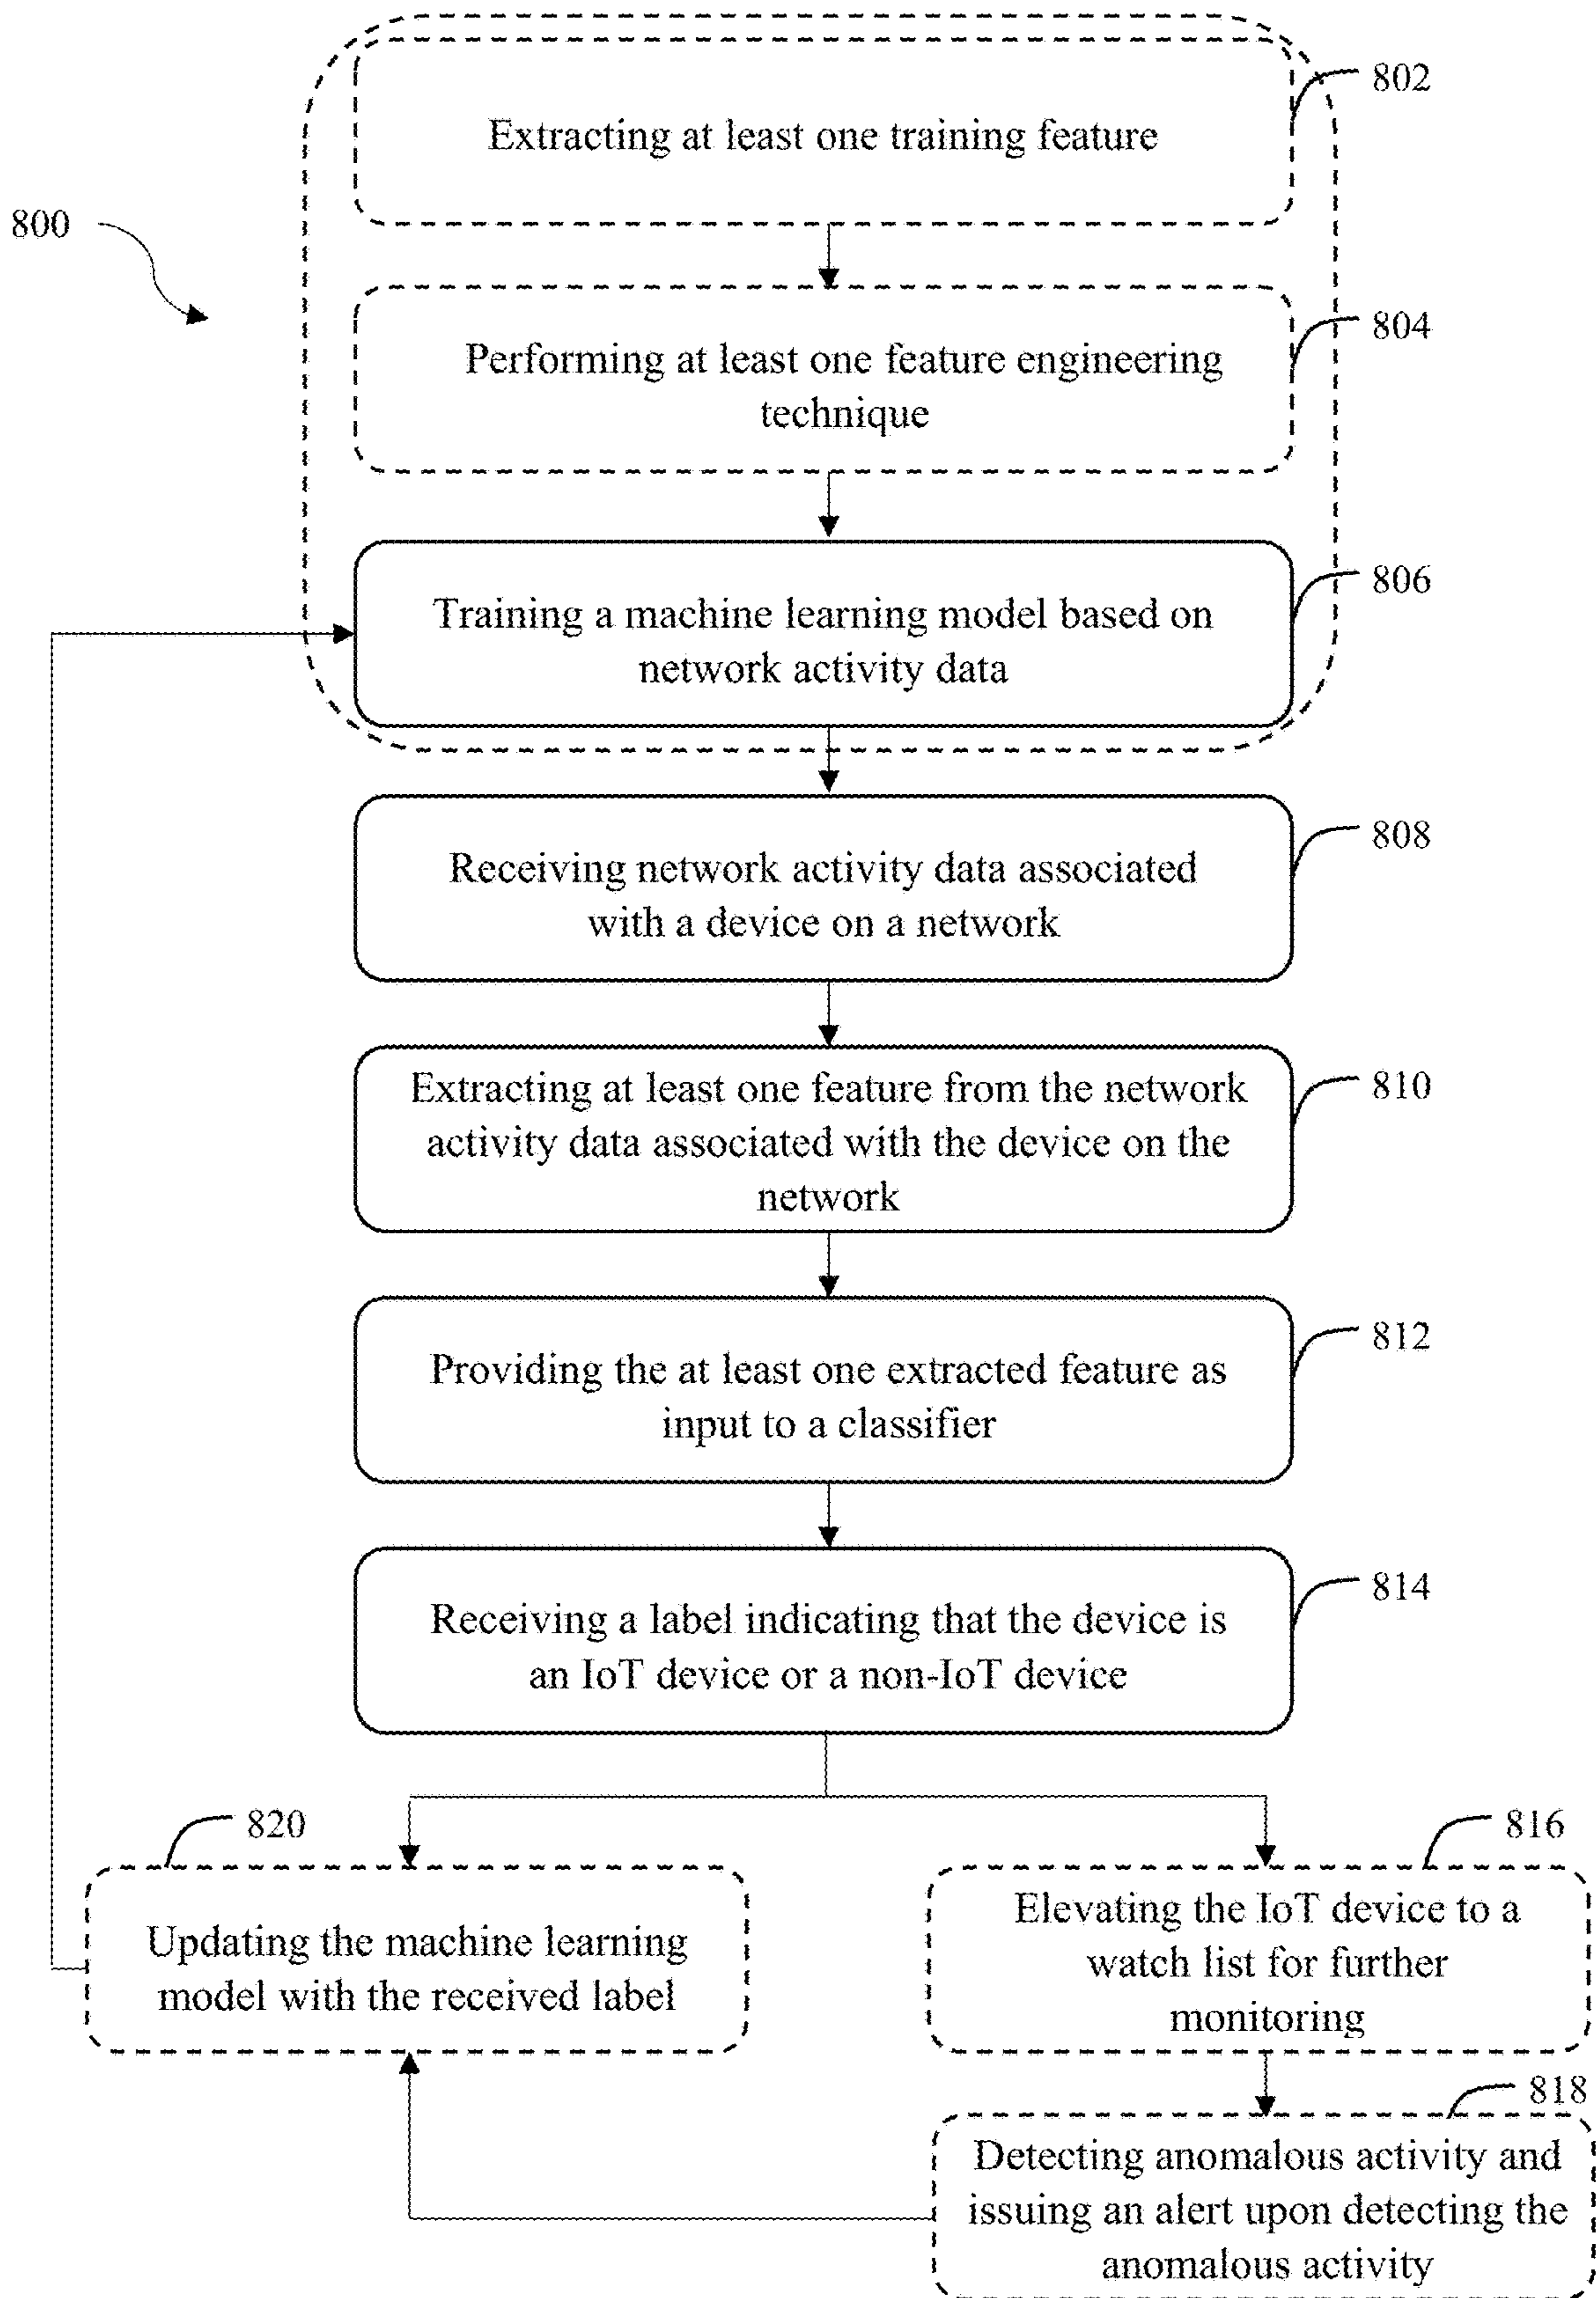 802
Extracting at least one training feature
800
804
Performing at least one feature engineering
technique
806
Training a machine learning model based on
network activity data
808
Receiving network activity data associated
with a device on a network
810
Extracting at least one feature from the network
activity data associated with the device on the
network
812
Providing the at least one extracted feature as
input to a classifier
814
Receiving a label indicating that the device is
an IoT device or a non-IoT device
820
Updating the machine learning
model with the received label
816
Elevating the IoT device to a
watch list for further
monitoring
818
Detecting anomalous activity and
issuing an alert upon detecting the
anomalous activity